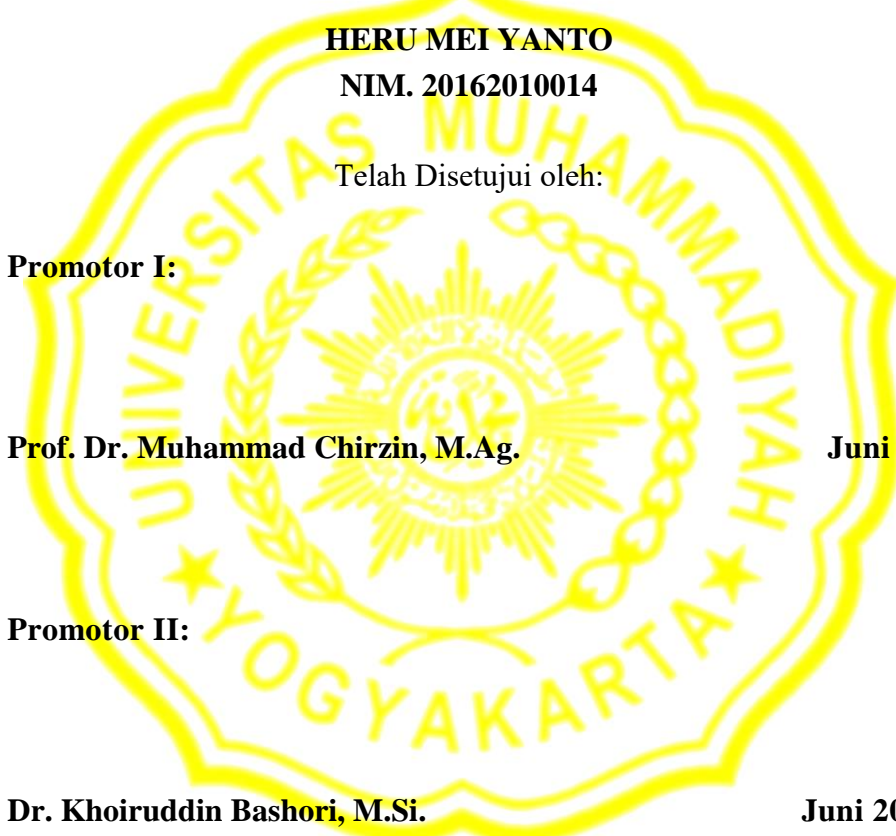 HERU MEI YANTO
NIM. 20162010014
UNIVERSITAS MUHAMMADIYAH
Telah Disetujui oleh:
Promotor I:
Prof. Dr. Muhammad Chirzin, M.Ag. Juni
Promotor II:
★ YOGYAKARTA ★
Dr. Khoiruddin Bashori, M.Si. Juni 20